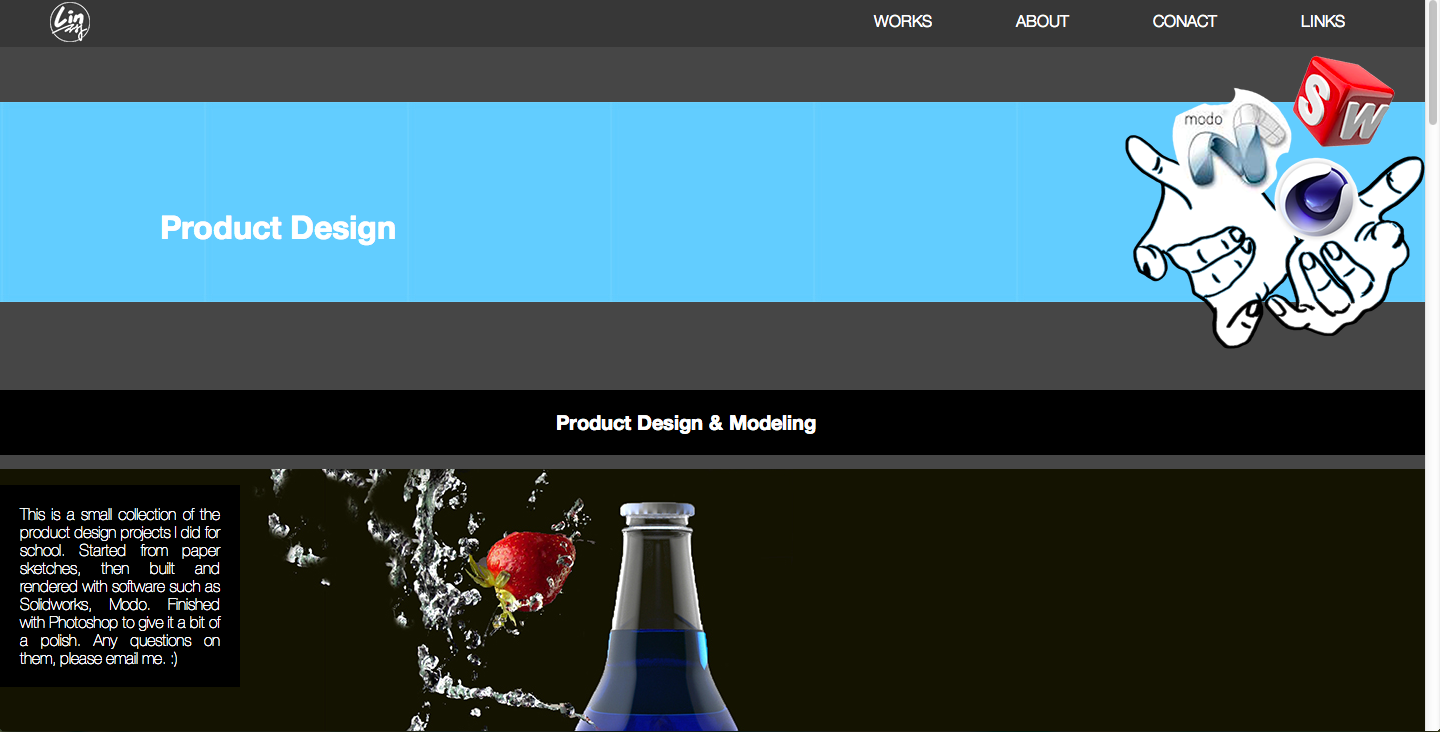 Lin
WORKS ABOUT CONACT LINKS
S W
modo
Product Design
Product Design & Modeling
This is a small collection of the
product design projects I did for
school. Started from paper
sketches, then built and
rendered with software such as
Solidworks, Modo. Finished
with Photoshop to give it a bit of
a polish. Any questions on
them, please email me. :)